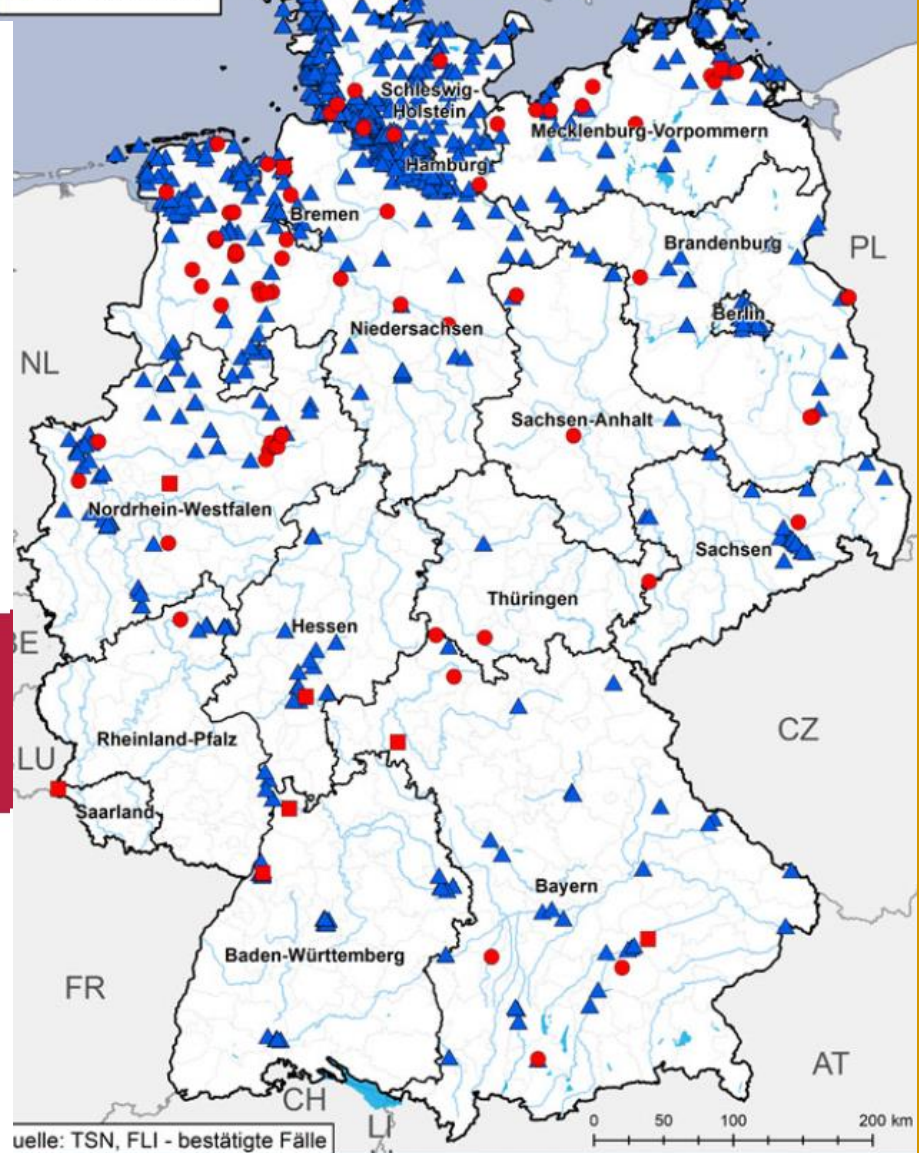 Schleswig-
Holstein
Mecklenburg-Vorpommern
Hamburg
Bremen
Brandenburg
PL
Berlin
Niedersachsen
NL
Sachsen-Anhalt
Nordrhein-Westfalen
Sachsen
Thüringen
BE
Hessen
Rheinland-Pfalz
CZ
LU
Saarland
Bayern
Baden-Württemberg
FR
AT
CH
LI
0 50 100 200 km
uelle: TSN, FLI - bestätigte Fälle